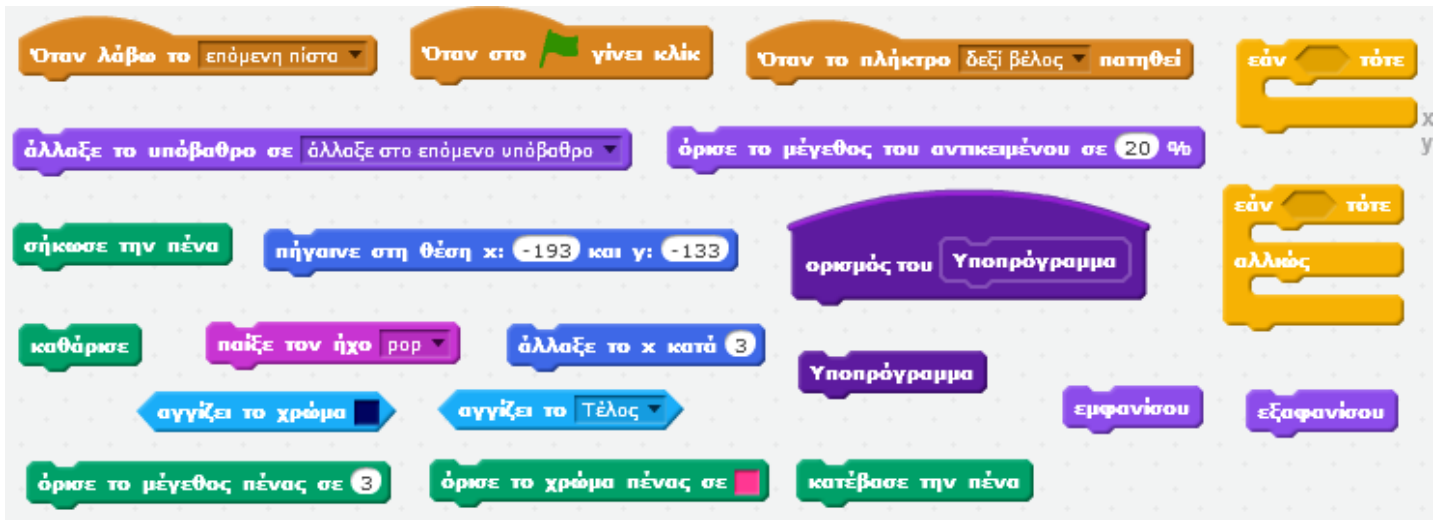 Όταν λάβω το επόμενη πίστα
Όταν στο γίνει κλίκ
Όταν το πλήκτρο δεξί βέλος πατηθεί
εάν τότε
άλλαξε το υπόβαθρο σε άλλαξε στο επόμενο υπόβαθρο
όρισε το μέγεθος του αντικειμένου σε 20 %
x
y
σήκωσε την πένα
πήγαινε στη θέση x: -193 και y: -133
ορισμός του Υποπρόγραμμα
εάν τότε
αλλιώς
καθάρισε
παίξε τον ήχο pop
άλλαξε το x κατά 3
Υποπρόγραμμα
αγγίζει το χρώμα
αγγίζει το Τέλος
εμφανίσου
εξαφανίσου
όρισε το μέγεθος πένας σε 3
όρισε το χρώμα πένας σε
κατέβασε την πένα